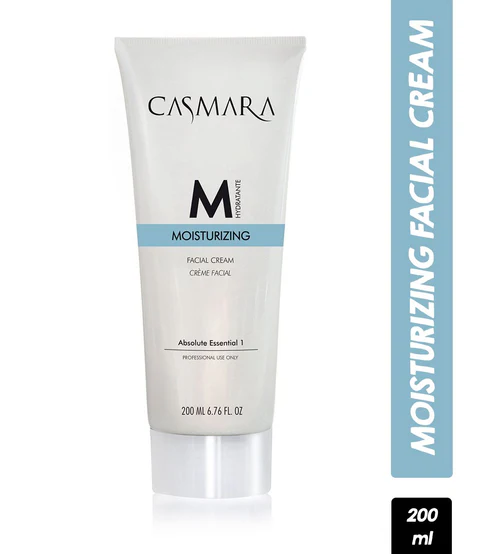 CASMARA
M
HYDRATANTE
MOISTURIZING
FACIAL CREAM
CRÈME FACIAL
Absolute Essential 1
PROFESSIONAL USE ONLY
200 ML 6.76 FL. OZ
MOISTURIZING FACIAL CREAM
200
ml